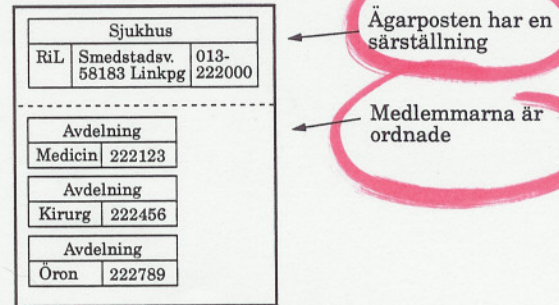 Sjukhus
RiL Smedstadsv. 013-
58183 Linkpg 222000
Avdelning
Medicin 222123
Avdelning
Kirurg 222456
Avdelning
Öron 222789
Ägarposten har en
särställning
Medlemmarna är
ordnade